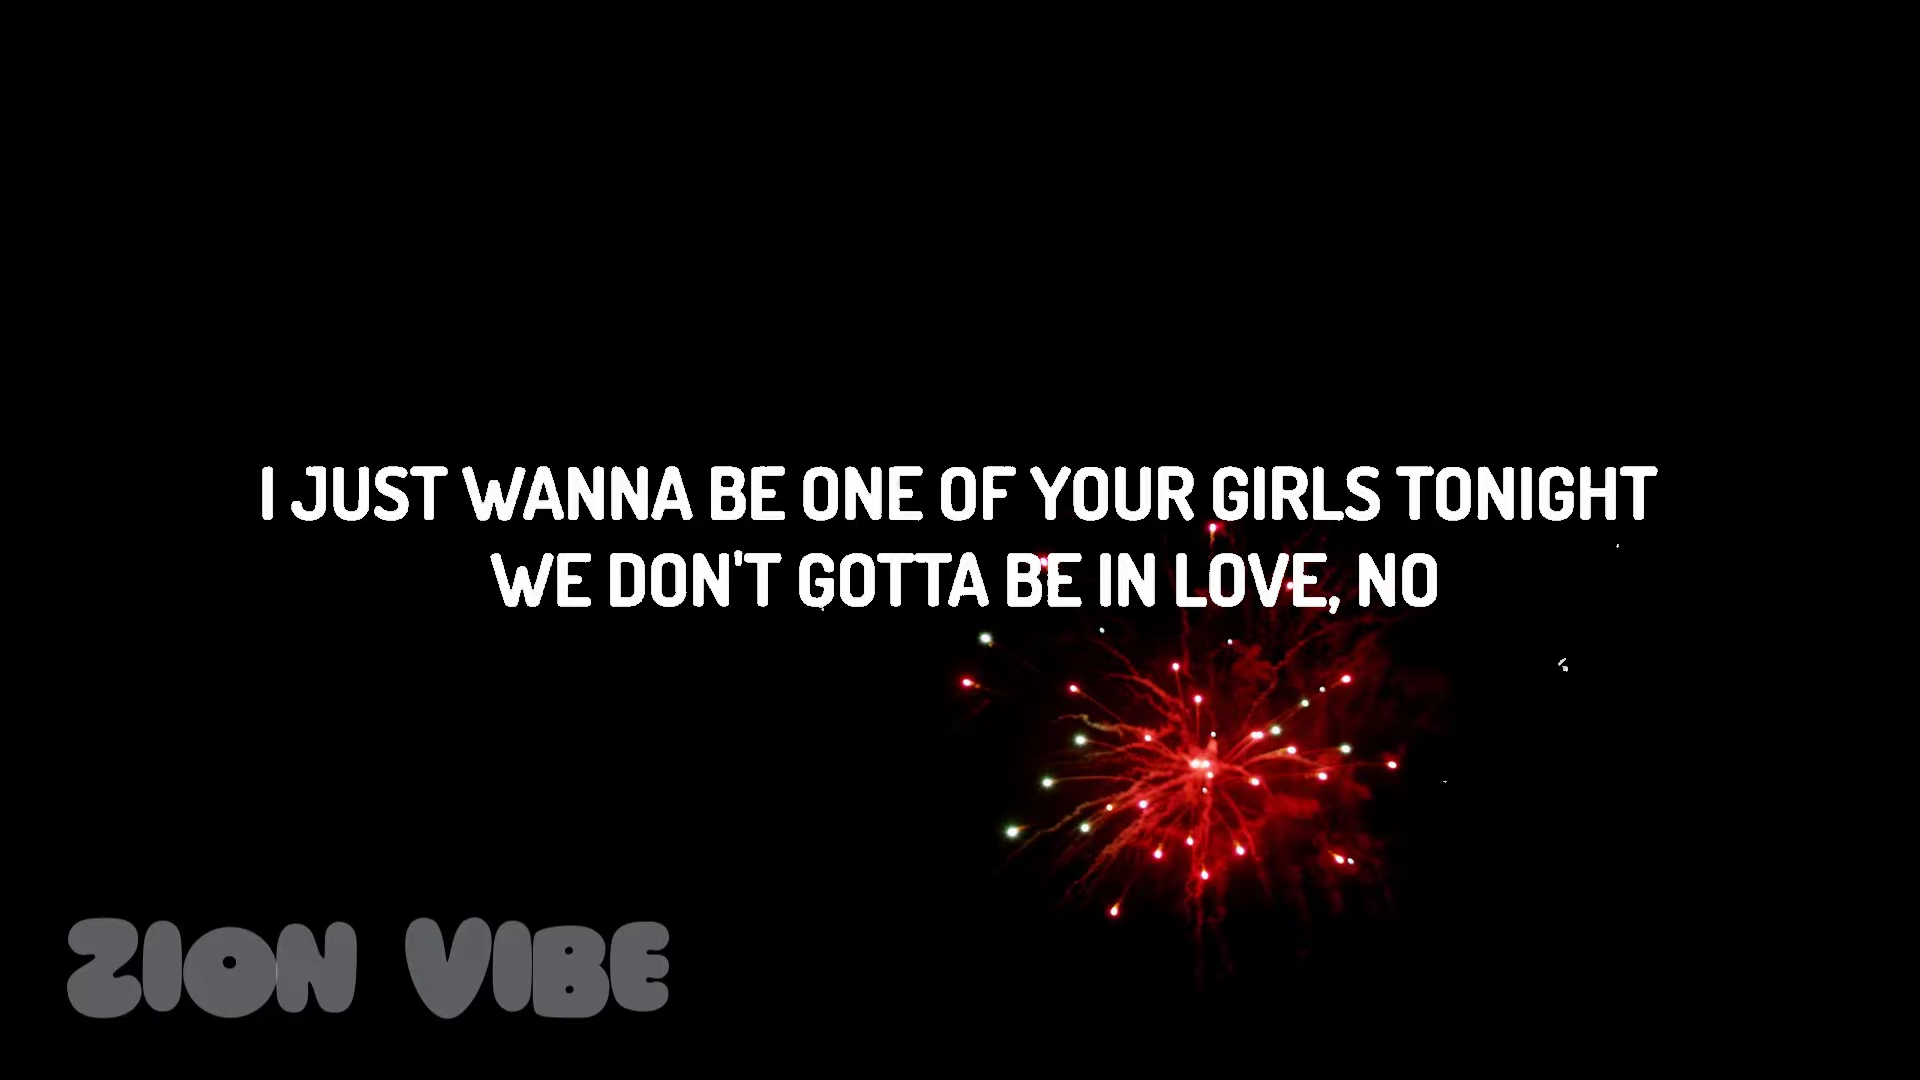 I JUST WANNA BE ONE OF YOUR GIRLS TONIGHT
WE DON'T GOTTA BE IN LOVE, NO
ZION VIBE